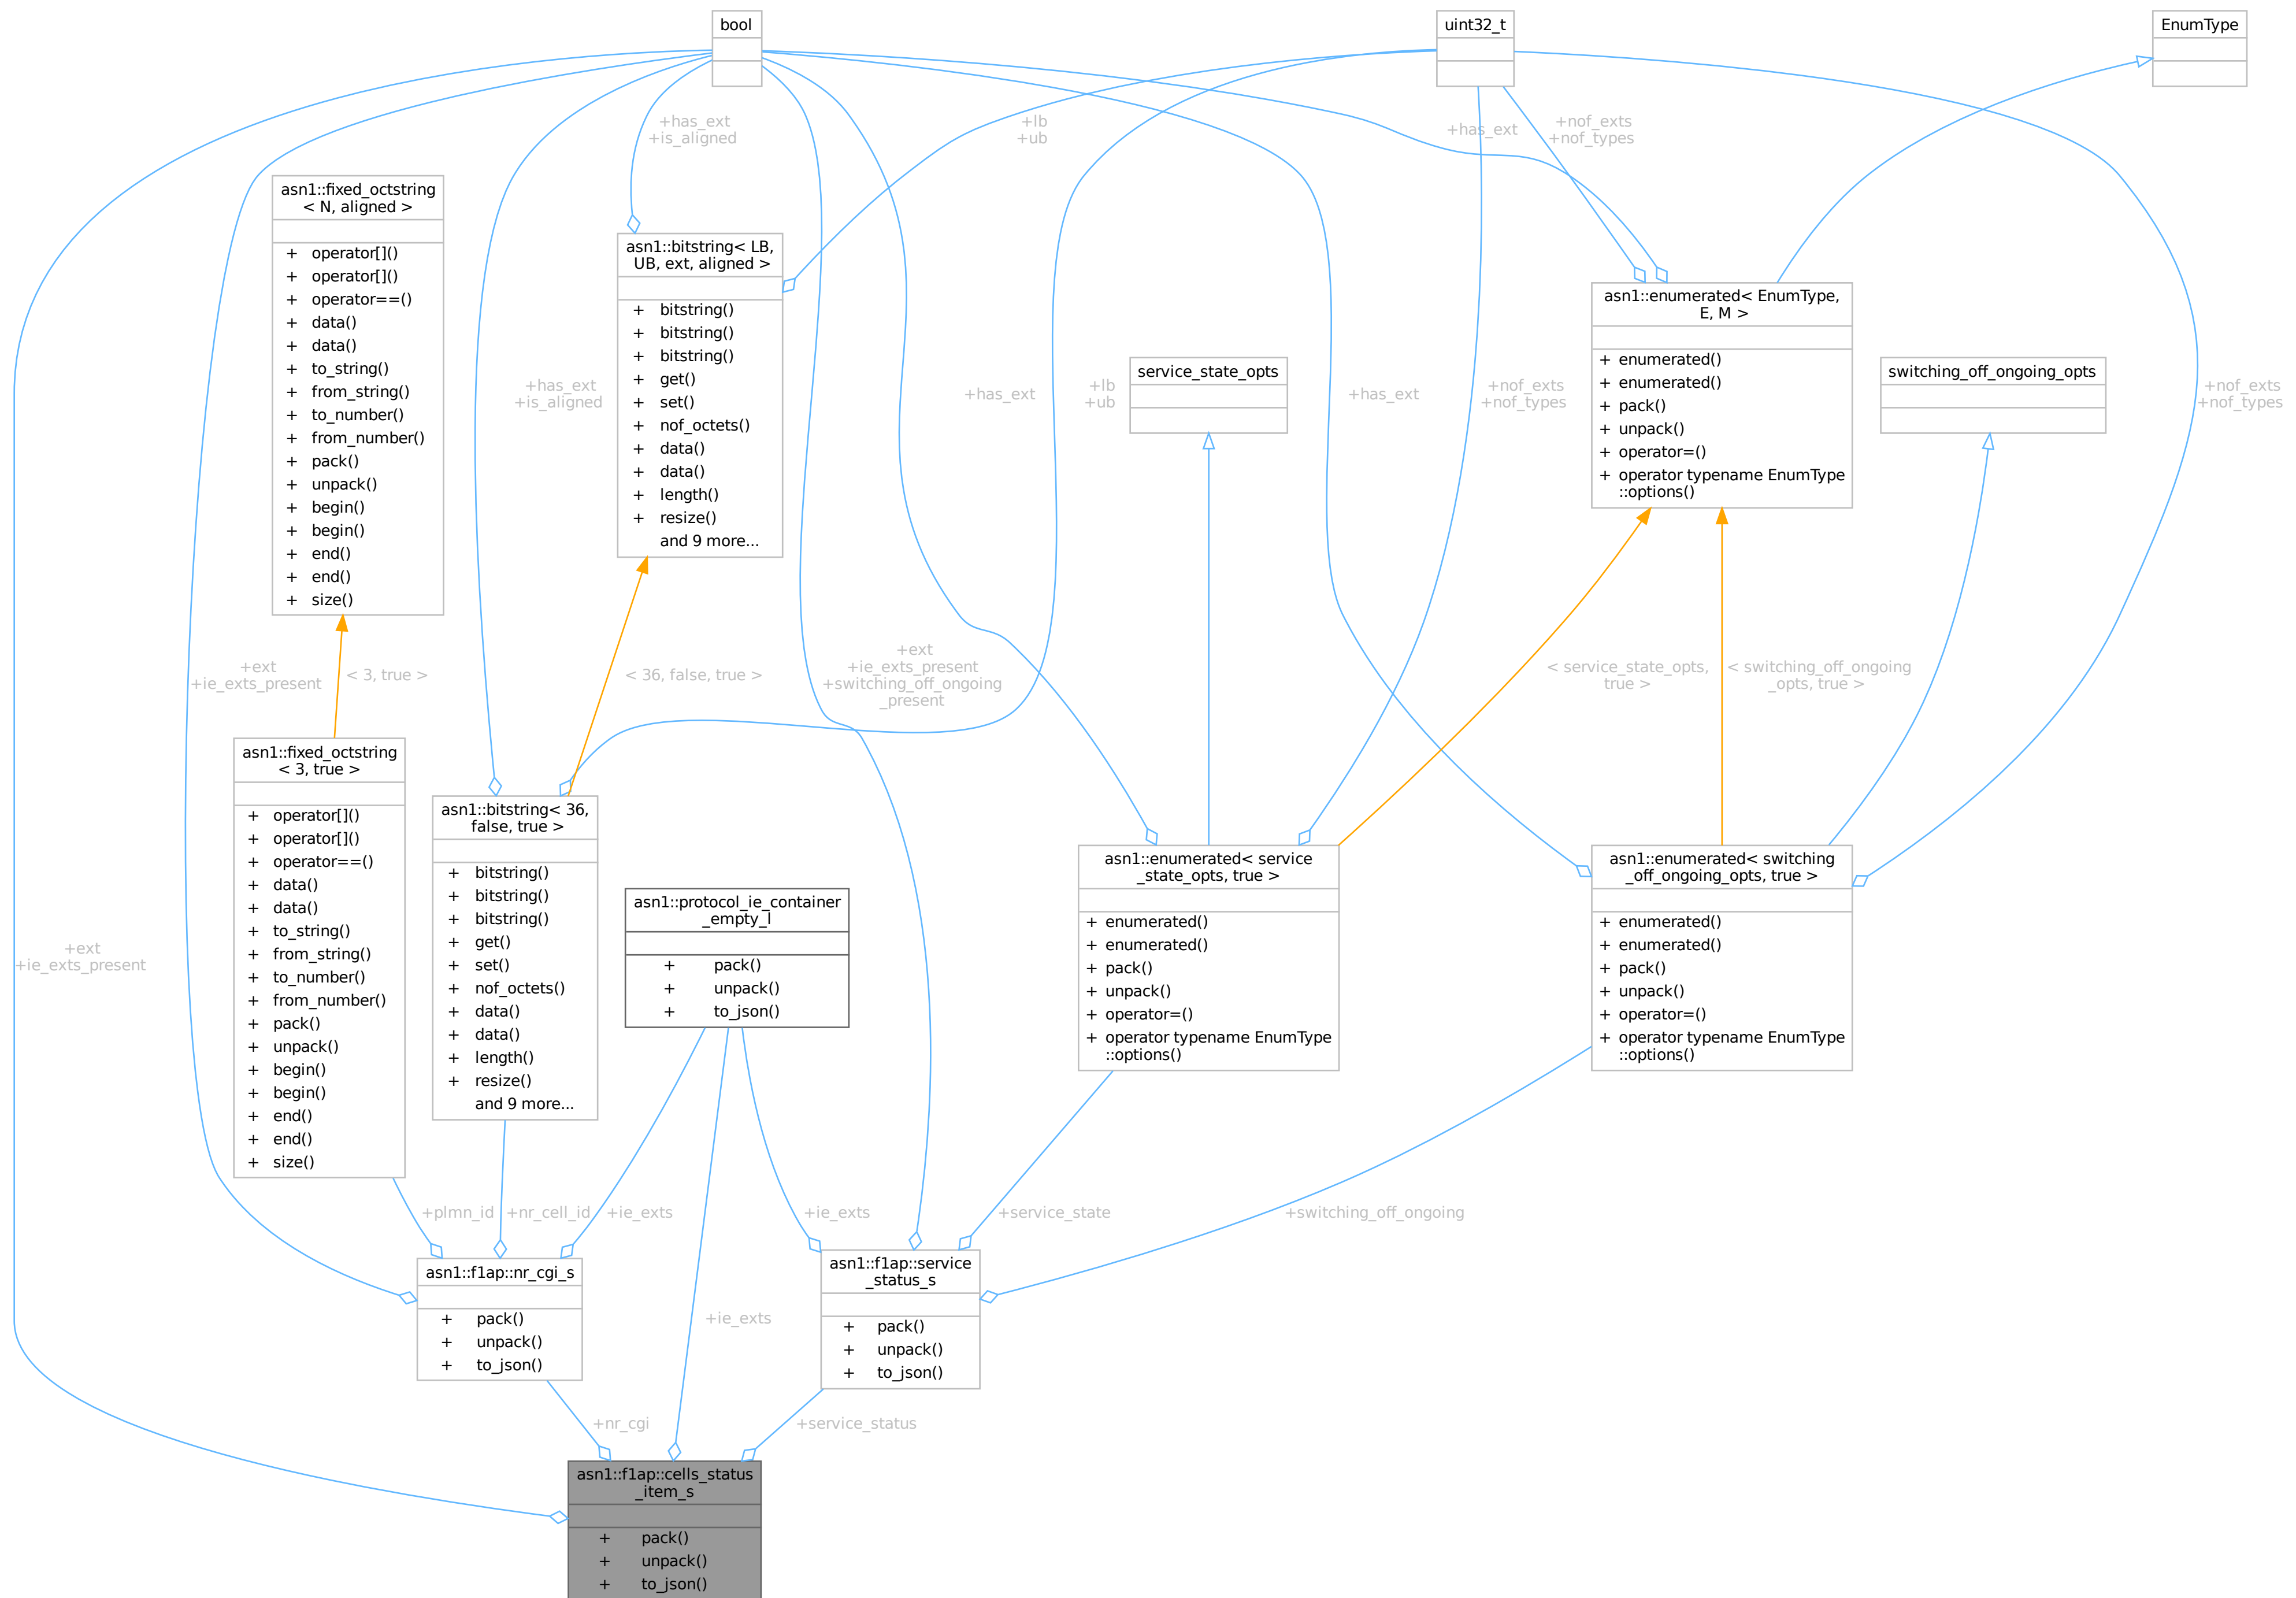 bool
uint32_t
EnumType
+has_ext
+is_aligned
+lb
+ub
+has_ext
+nof_exts
+nof_types
asn1::fixed_octstring
< N, aligned >
+ operator[]()
+ operator[]()
+ operator==()
+ data()
+ data()
+ to_string()
+ from_string()
+ to_number()
+ from_number()
+ pack()
+ unpack()
+ begin()
+ begin()
+ end()
+ end()
+ size()
asn1::bitstring< LB,
UB, ext, aligned >
+ bitstring()
+ bitstring()
+ bitstring()
+ get()
+ set()
+ nof_octets()
+ data()
+ data()
+ length()
+ resize()
and 9 more...
asn1::enumerated< EnumType,
E, M >
+ enumerated()
+ enumerated()
+ pack()
+ unpack()
+ operator=()
+ operator typename EnumType
::options()
service_state_opts
switching_off_ongoing_opts
+has_ext
+is_aligned
+has_ext
+lb
+ub
+has_ext
+nof_exts
+nof_types
+nof_exts
+nof_types
+ext
+ie_exts_present
< 3, true >
< 36, false, true >
+ext
+ie_exts_present
+switching_off_ongoing
_present
< service_state_opts,
true >
< switching_off_ongoing
_opts, true >
asn1::fixed_octstring
< 3, true >
+ operator[]()
+ operator[]()
+ operator==()
+ data()
+ data()
+ to_string()
+ from_string()
+ to_number()
+ from_number()
+ pack()
+ unpack()
+ begin()
+ begin()
+ end()
+ end()
+ size()
asn1::bitstring< 36,
false, true >
+ bitstring()
+ bitstring()
+ bitstring()
+ get()
+ set()
+ nof_octets()
+ data()
+ data()
+ length()
+ resize()
and 9 more...
asn1::protocol_ie_container
_empty_l
+ pack()
+ unpack()
+ to_json()
asn1::enumerated< service
_state_opts, true >
+ enumerated()
+ enumerated()
+ pack()
+ unpack()
+ operator=()
+ operator typename EnumType
::options()
asn1::enumerated< switching
_off_ongoing_opts, true >
+ enumerated()
+ enumerated()
+ pack()
+ unpack()
+ operator=()
+ operator typename EnumType
::options()
+ext
+ie_exts_present
+plmn_id
+nr_cell_id
+ie_exts
+ie_exts
+service_state
+switching_off_ongoing
asn1::f1ap::nr_cgi_s
+ pack()
+ unpack()
+ to_json()
+ie_exts
asn1::f1ap::service
_status_s
+ pack()
+ unpack()
+ to_json()
+nr_cgi
+service_status
asn1::f1ap::cells_status
_item_s
+ pack()
+ unpack()
+ to_json()